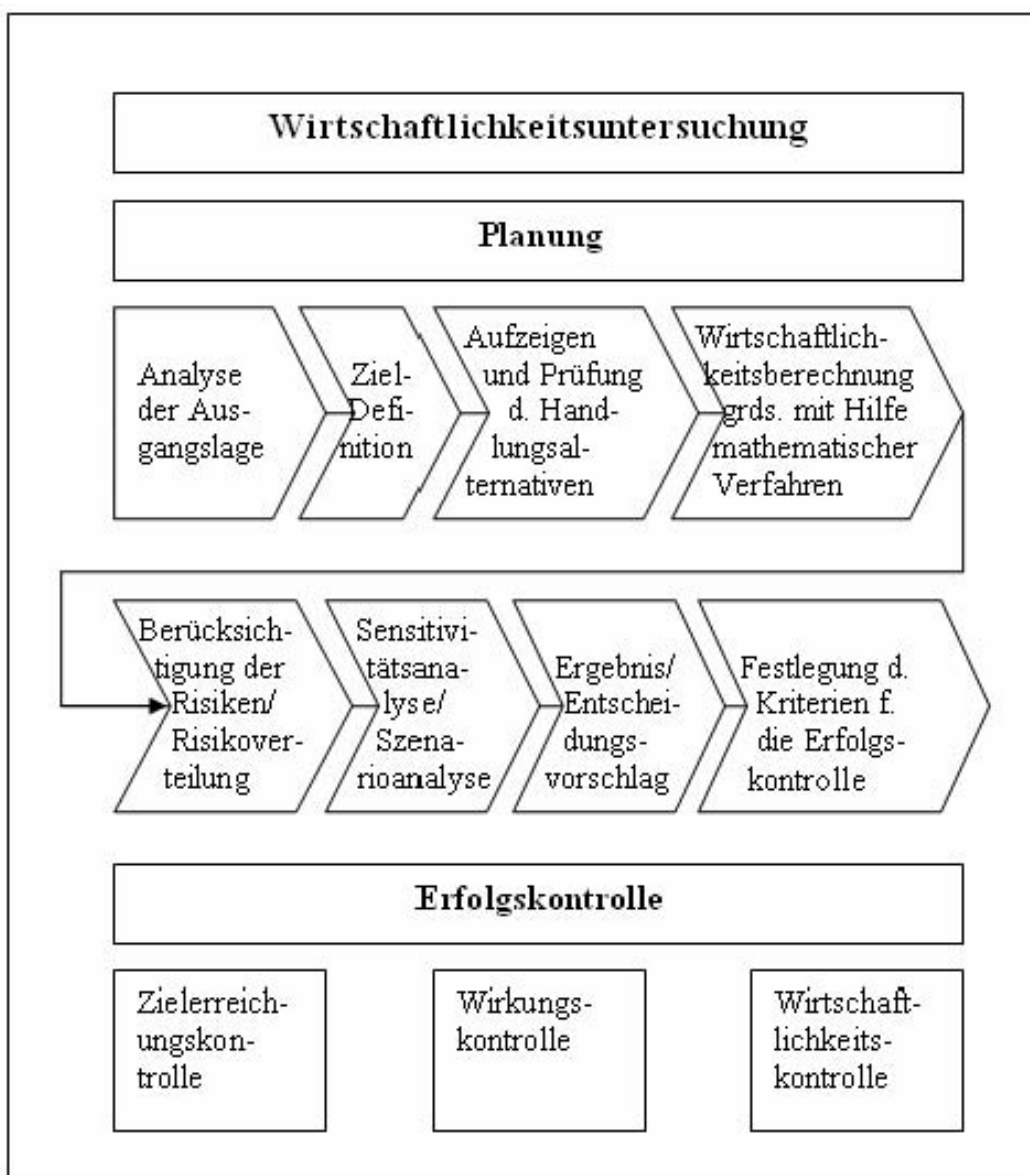 Wirtschaftlichkeitsuntersuchung
Planung
Analyse
der Aus-
gangslage
Ziel-
Defi-
nition
Aufzeigen
und Prüfung
d. Hand-
lungsal-
ternativen
Wirtschaftlich-
keitsberechnung
grds. mit Hilfe
mathematischer
Verfahren
Berücksich-
tigung der
Risiken/
Risikover-
teilung
Sensitivi-
tätsana-
lyse/
Szena-
rioanalyse
Ergebnis/
Entschei-
dungs-
vorschlag
Festlegung d.
Kriterien f.
die Erfolgs-
kontrolle
Erfolgskontrolle
Zielerreich-
ungskon-
trolle
Wirkungs-
kontrolle
Wirtschaft-
lichkeits-
kontrolle